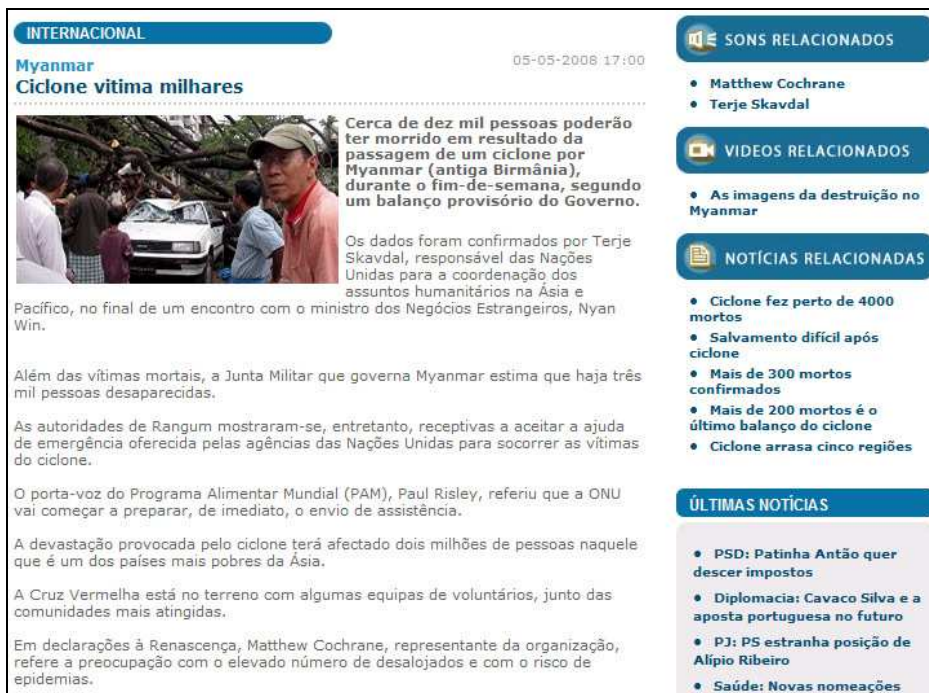 INTERNACIONAL
Myanmar
05-05-2008 17:00
Ciclone vitima milhares
Cerca de dez mil pessoas poderão
ter morrido em resultado da
passagem de um ciclone por
Myanmar (antiga Birmânia),
durante o fim-de-semana, segundo
um balanço provisório do Governo.
Os dados foram confirmados por Terje
Skavdal, responsável das Nações
Unidas para a coordenação dos
assuntos humanitários na Ásia e
Pacífico, no final de um encontro com o ministro dos Negócios Estrangeiros, Nyan
Win.
Além das vítimas mortais, a Junta Militar que governa Myanmar estima que haja três
mil pessoas desaparecidas.
As autoridades de Rangum mostraram-se, entretanto, receptivas a aceitar a ajuda
de emergência oferecida pelas agências das Nações Unidas para socorrer as vítimas
do ciclone.
O porta-voz do Programa Alimentar Mundial (PAM), Paul Risley, referiu que a ONU
vai começar a preparar, de imediato, o envio de assistência.
A devastação provocada pelo ciclone terá afectado dois milhões de pessoas naquele
que é um dos países mais pobres da Ásia.
A Cruz Vermelha está no terreno com algumas equipas de voluntários, junto das
comunidades mais atingidas.
Em declarações à Renascença, Matthew Cochrane, representante da organização,
refere a preocupação com o elevado número de desalojados e com o risco de
epidemias.
SONS RELACIONADOS
• Matthew Cochrane
• Terje Skavdal
VIDEOS RELACIONADOS
• As imagens da destruição no
Myanmar
NOTÍCIAS RELACIONADAS
• Ciclone fez perto de 4000
mortos
• Salvamento difícil após
ciclone
• Mais de 300 mortos
confirmados
• Mais de 200 mortos é o
último balanço do ciclone
• Ciclone arrasa cinco regiões
ÚLTIMAS NOTÍCIAS
• PSD: Patinha Antão quer
descer impostos
• Diplomacia: Cavaco Silva e a
aposta portuguesa no futuro
• PJ: PS estranha posição de
Alípio Ribeiro
• Saúde: Novas nomeações